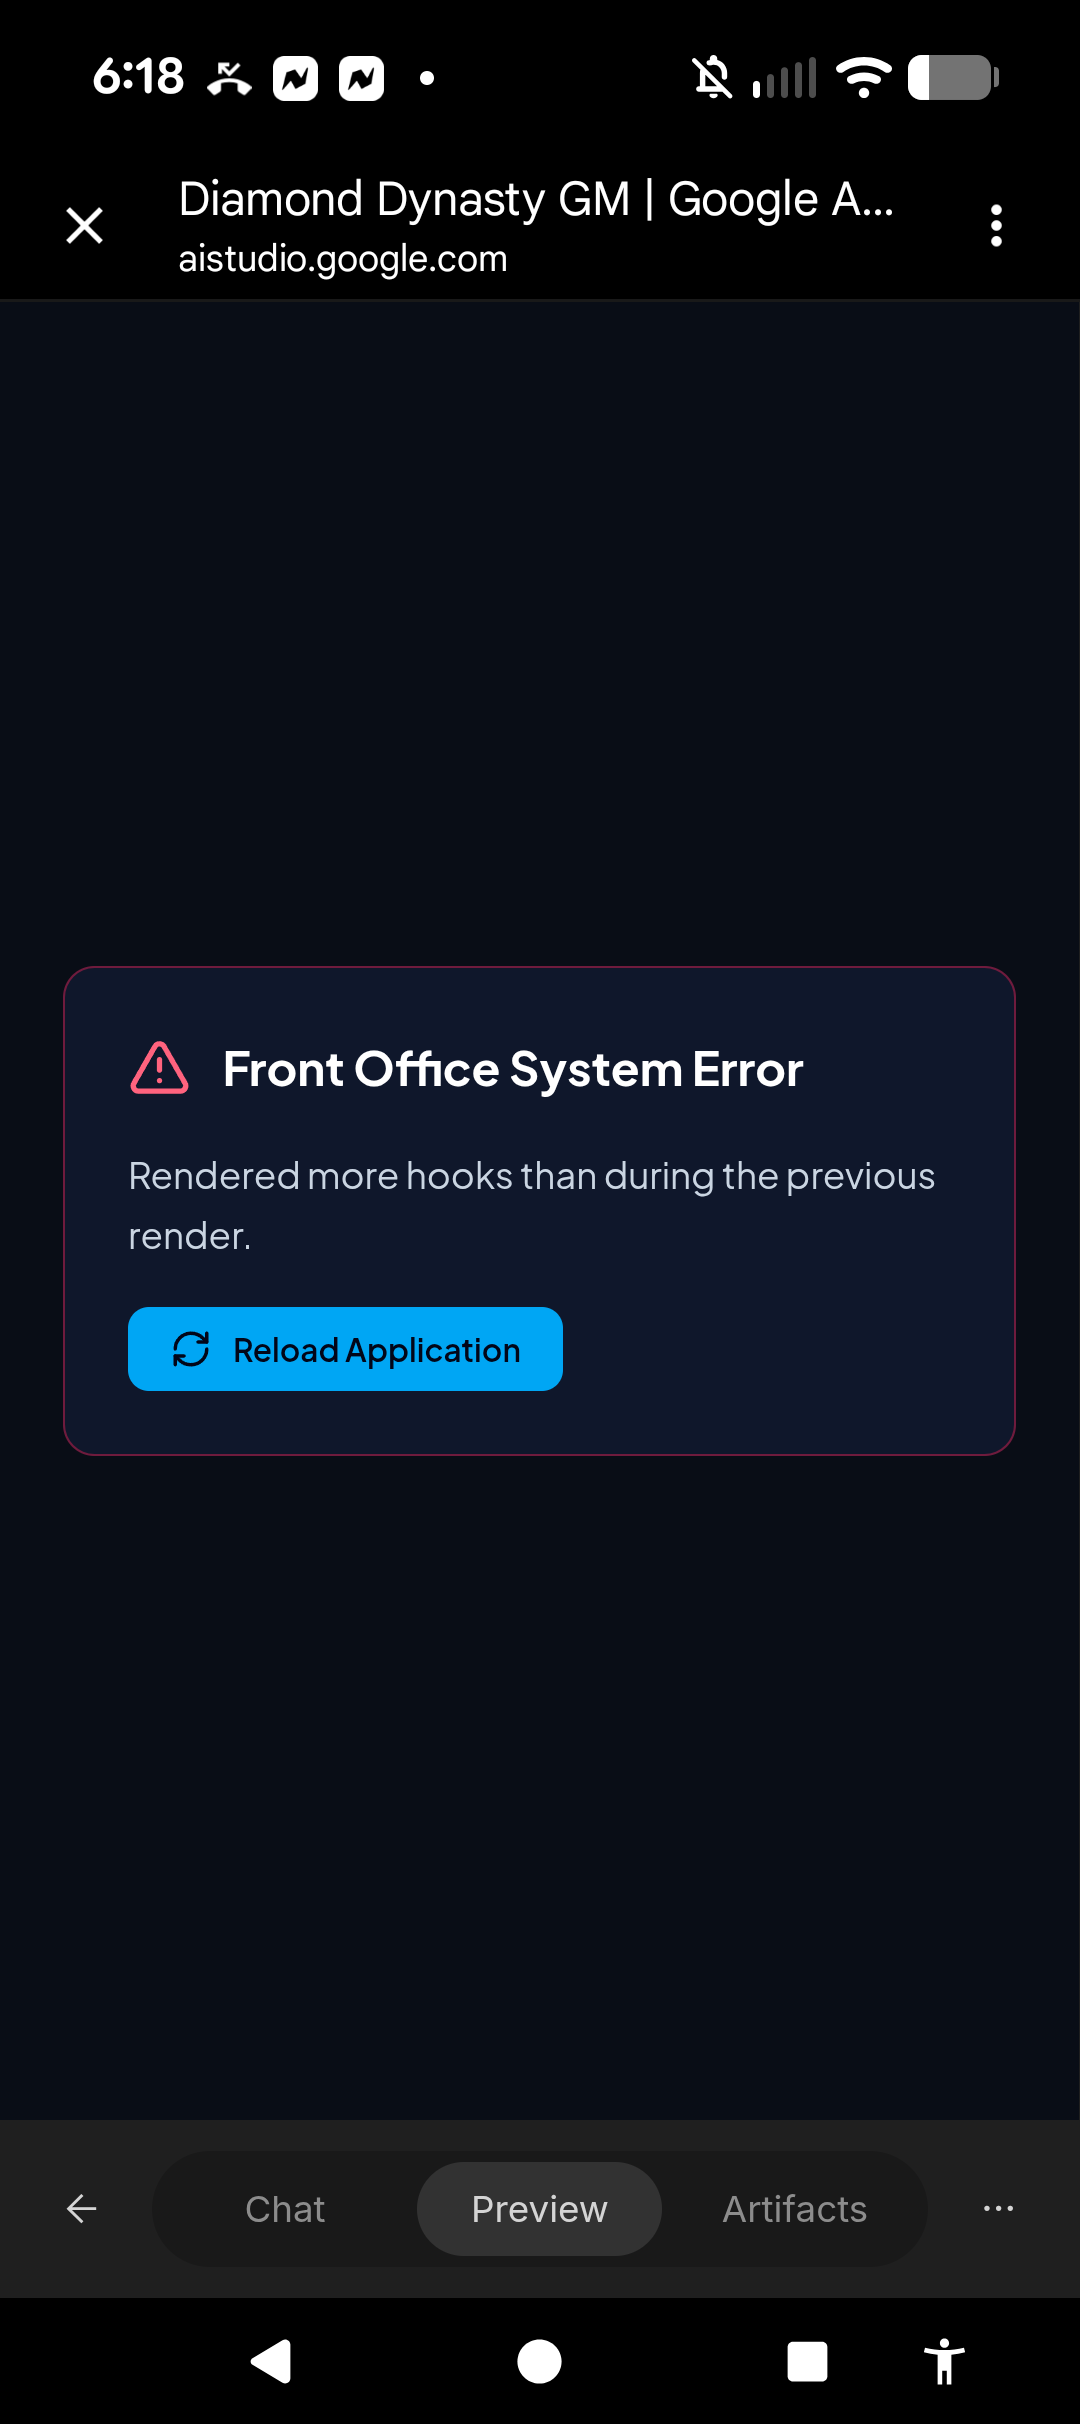 6:18
Diamond Dynasty GM | Google A...
aistudio.google.com
Front Office System Error
Rendered more hooks than during the previous
render.
Reload Application
Chat
Preview
Artifacts